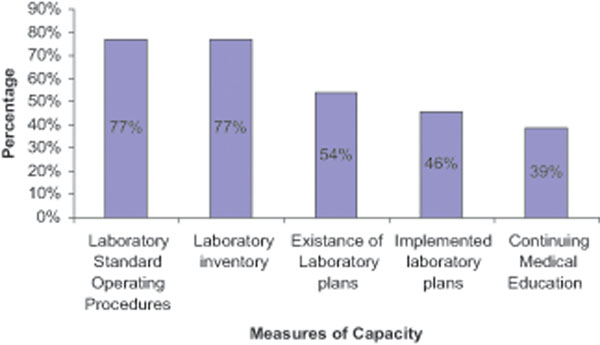 90%
80%
70%
60%
50%
40%
30%
20%
10%
0%
Percentage
77%
77%
54%
46%
39%
Laboratory
Standard
Operating
Procedures
Laboratory
inventory
Existance of
Laboratory
plans
Implemented
laboratory
plans
Continuing
Medical
Education
Measures of Capacity